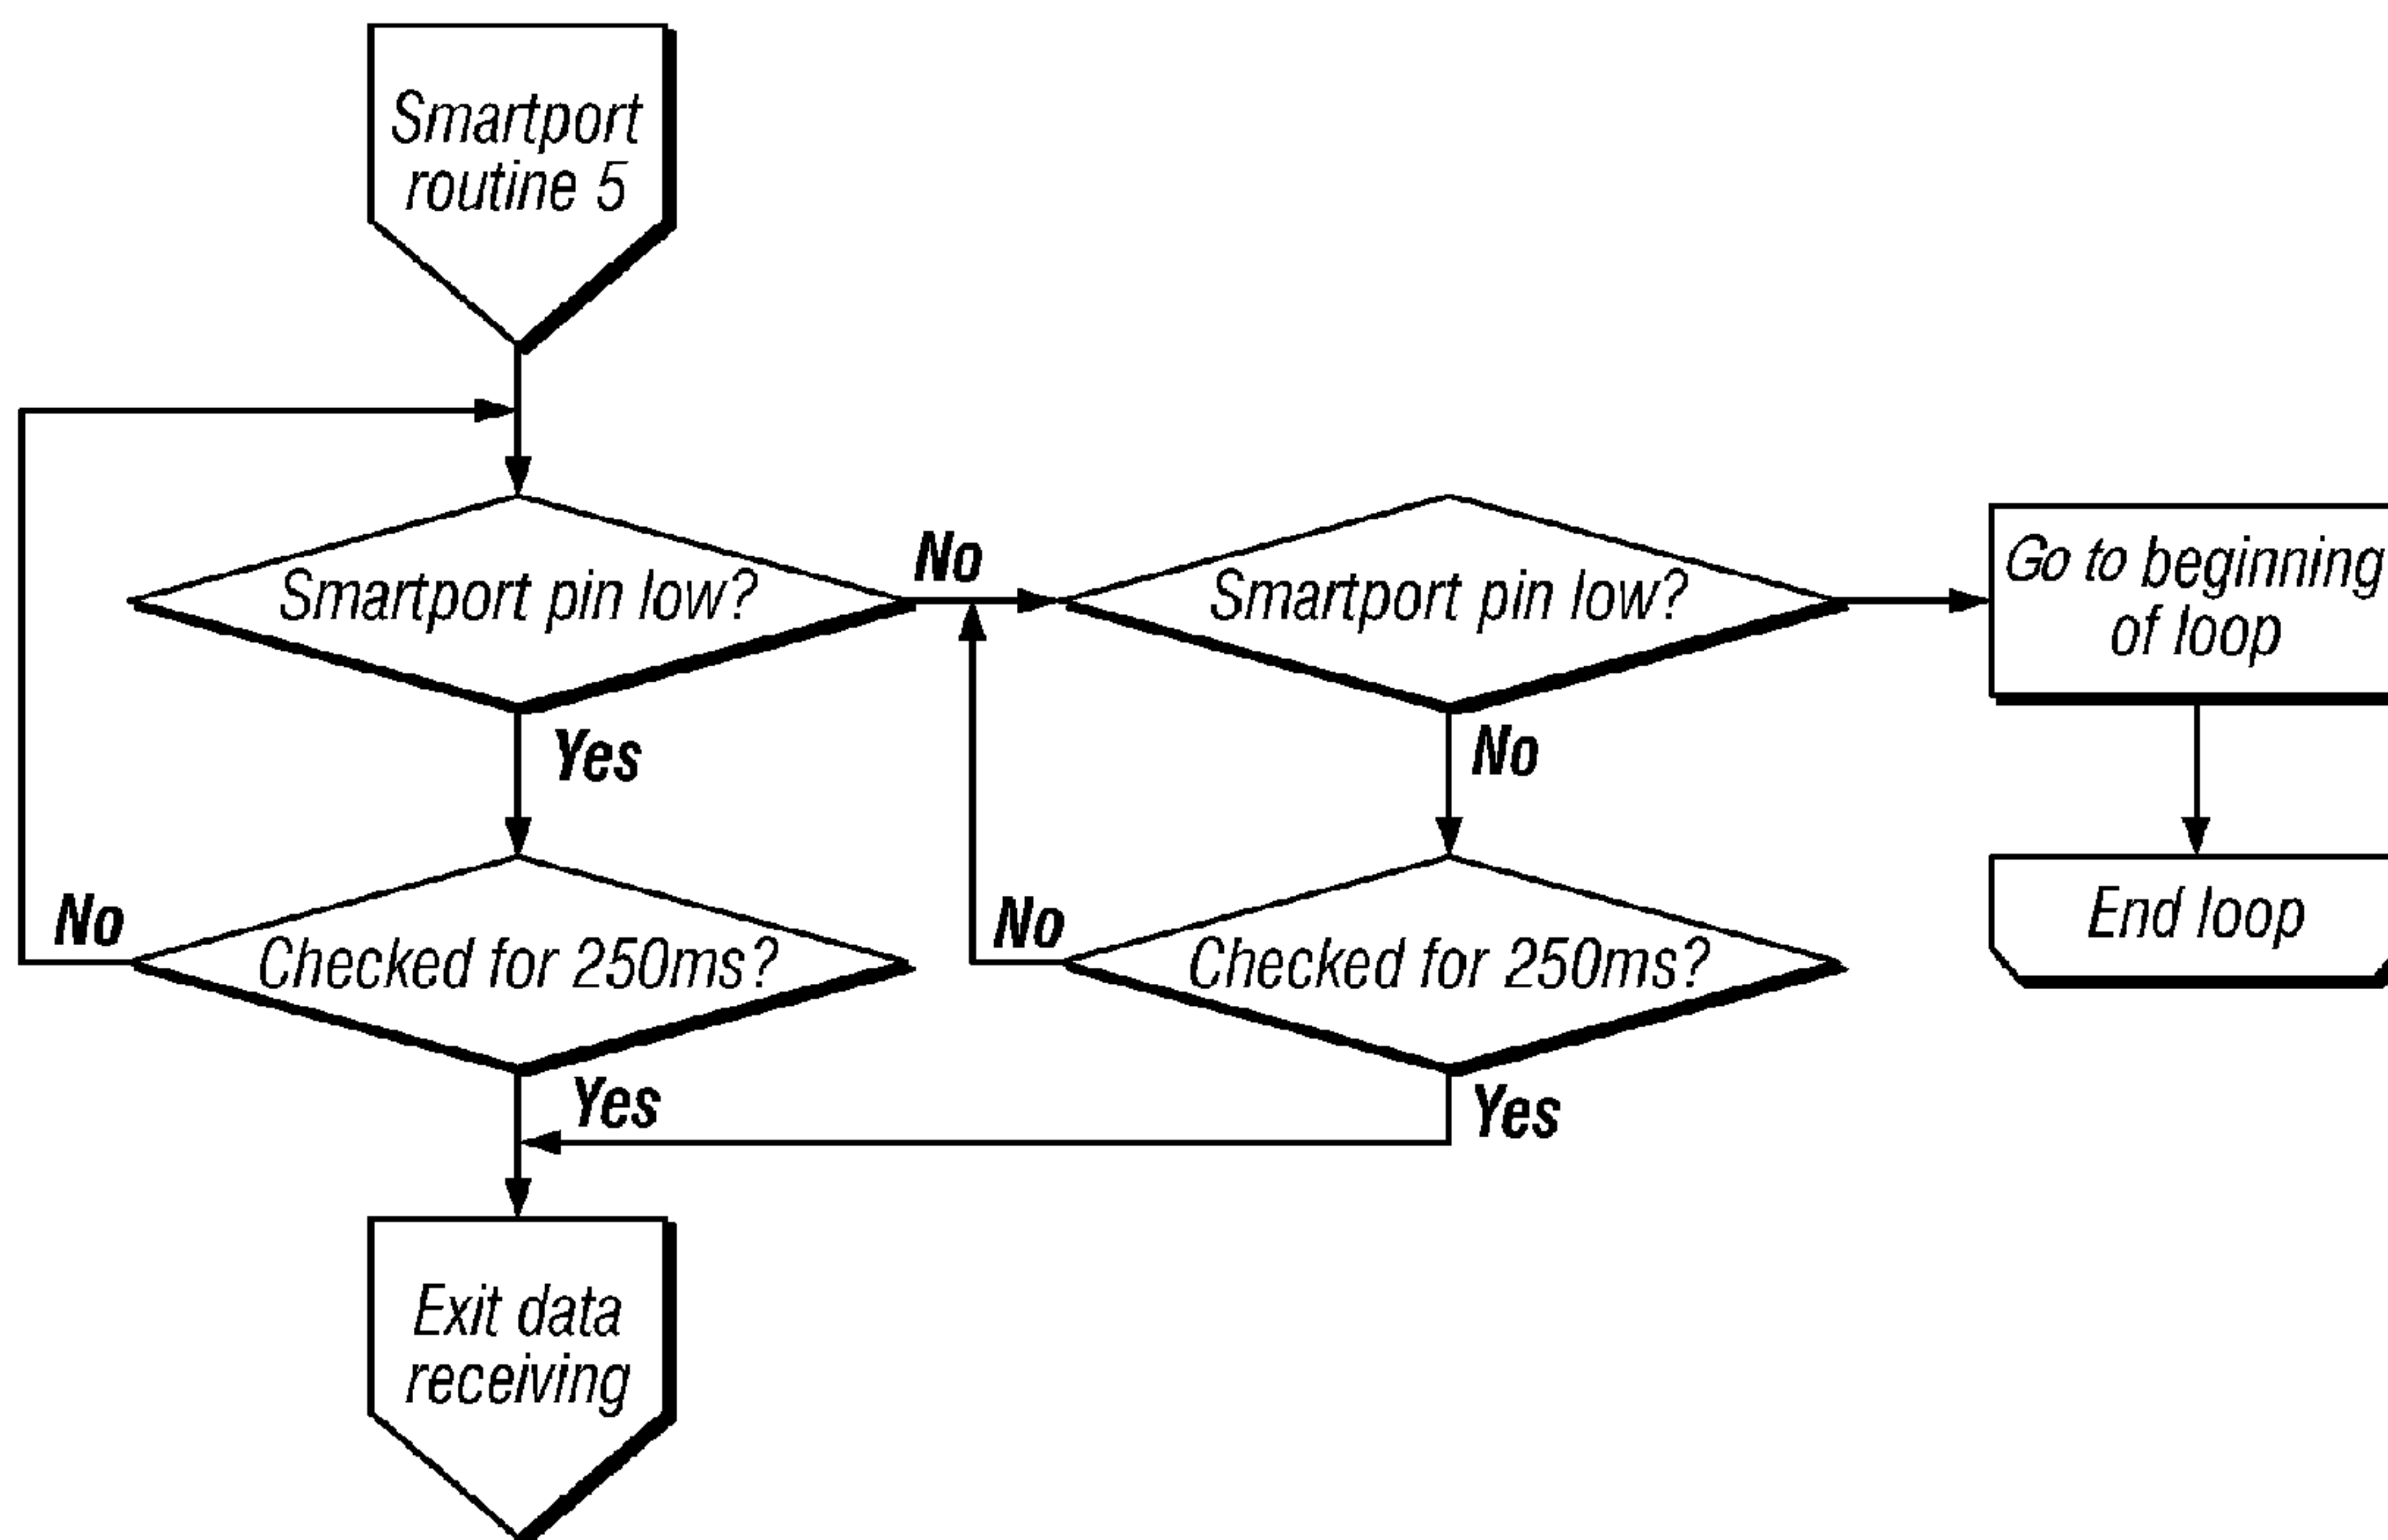 Smartport
routine 5
No
Smartport pin low?
Smartport pin low?
Go to beginning
of loop
Yes
No
No
Checked for 250ms?
No
Checked for 250ms?
End loop
Yes
Yes
Exit data
receiving